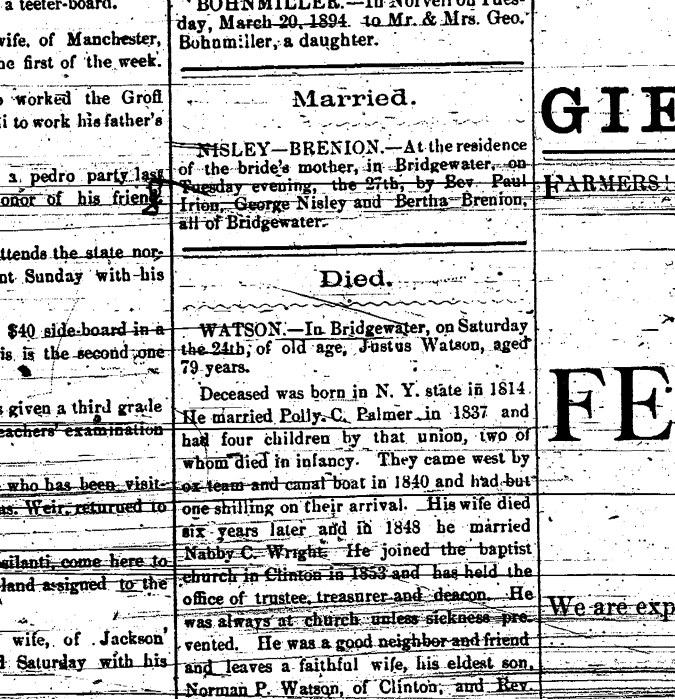 a teeter-board.
wife, of Manchester,
the first of the week.
worked the Groff
to work his father's
a pedro party last
honor of his friend
attends the state nor-
Sunday with his
$40 side-board in a
is the second one
given a third grade
teachers' examination
who has been visit-
Weir, returned to
come here to
land assigned to the
wife, of Jackson
Saturday with his
BOHNMILLER.—In Norvell on Tues-
day, March 20, 1894 to Mr. & Mrs. Geo.
Bohnmiller, a daughter.
Married.
NISLEY—BRENION.—At the residence
of the bride's mother, in Bridgewater, on
Tuesday evening, the 27th, by Rev. Paul
Irion, George Nisley and Bertha Brenion,
all of Bridgewater.
Died.
WATSON.—In Bridgewater, on Saturday
the 24th, of old age, Justus Watson, aged
79 years.
Deceased was born in N. Y. state in 1814
He married Polly C. Palmer in 1837 and
had four children by that union, two of
whom died in infancy. They came west by
ox team and canal boat in 1840 and had but
one shilling on their arrival. His wife died
six years later and in 1848 he married
Nabby C. Wright. He joined the baptist
church in Clinton in 1853 and has held the
office of trustee, treasurer and deacon. He
was always at church unless sickness pre-
vented. He was a good neighbor and friend
and leaves a faithful wife, his eldest son,
Norman P. Watson, of Clinton, and Rev.
GIE
FARMERS!
FE
We are exp